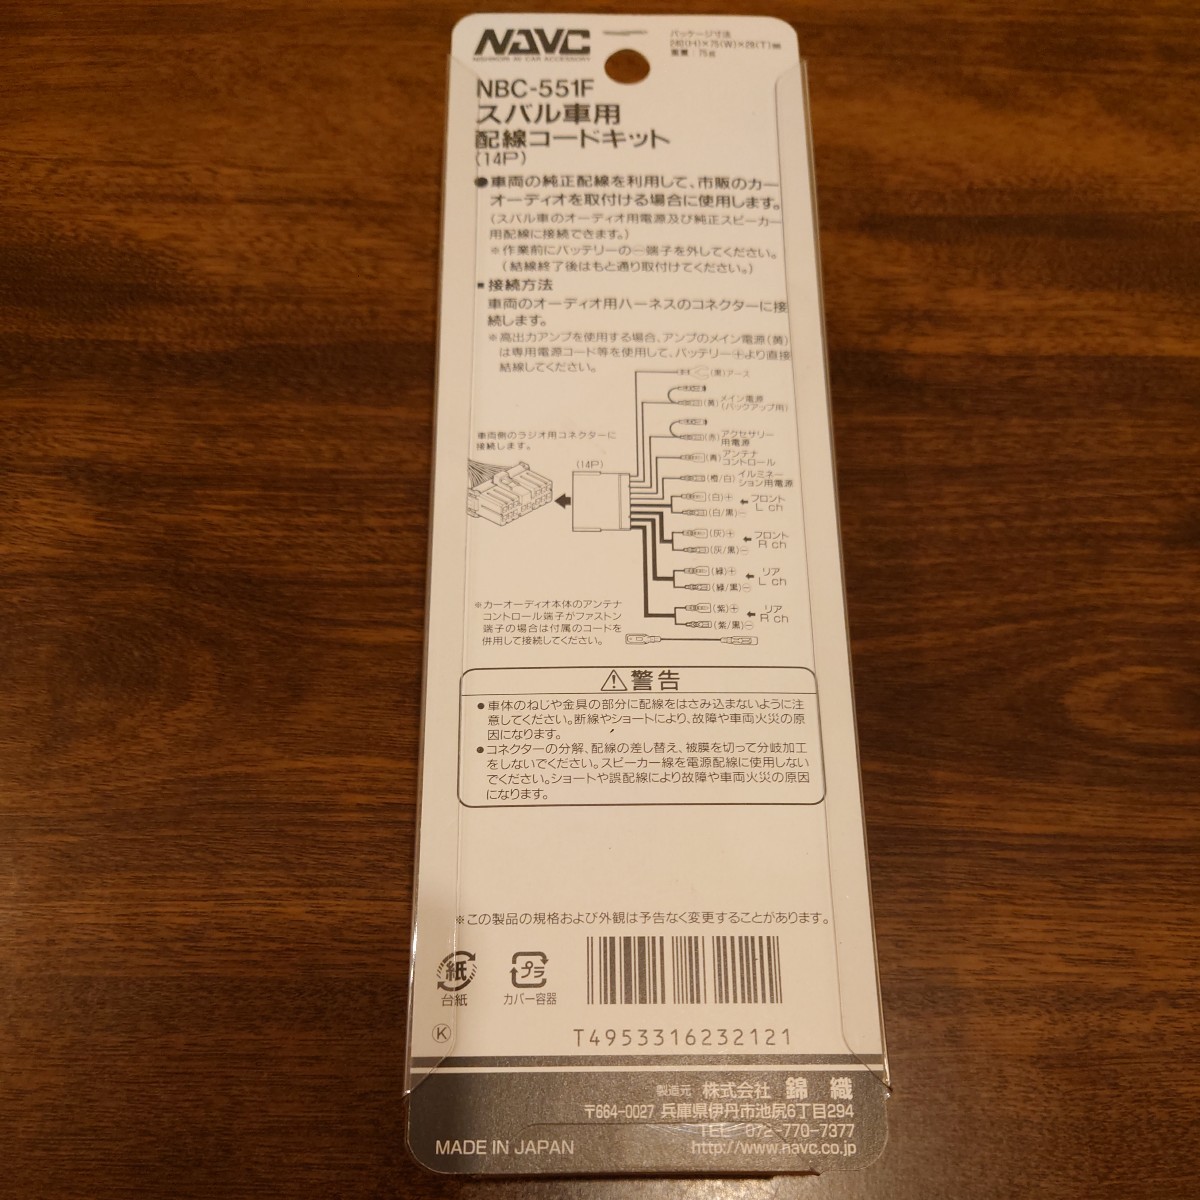 NAVC
NISHIKIORI 80 CAR ACCESSORY
パッケージ寸法
240(H)×75(W)×28(T)㎜
重量:75g
NBC-551F
スバル車用
配線コードキット
(14P)
●車両の純正配線を利用して、市販のカー
オーディオを取付ける場合に使用します。
(スバル車のオーディオ用電源及び純正スピーカー
用配線に接続できます。)
※作業前にバッテリーの⊖端子を外してください。
(結線終了後はもと通り取付けてください。)
■接続方法
車両のオーディオ用ハーネスのコネクターに接
続します。
※高出力アンプを使用する場合、アンプのメイン電源(黄)
は専用電源コード等を使用して、バッテリー⊕より直接
結線してください。
(黒)アース
(黄)メイン電源
(バックアップ用)
(赤)アクセサリー
用電源
(青)アンテナ
コントロール
(橙/白)イルミネー
ション用電源
(白)⊕
(白/黒)⊖
フロント
L ch
(灰)⊕
(灰/黒)⊖
フロント
R ch
(緑)⊕
(緑/黒)⊖
リア
L ch
(紫)⊕
(紫/黒)⊖
リア
R ch
車両側のラジオ用コネクターに
接続します。
(14P)
※カーオーディオ本体のアンテナ
コントロール端子がファストン
端子の場合は付属のコードを
併用して接続してください。
⚠警告
●車体のねじや金具の部分に配線をはさみ込まないように注
意してください。断線やショートにより、故障や車両火災の原
因になります。
●コネクターの分解、配線の差し替え、被膜を切って分岐加工
をしないでください。スピーカー線を電源配線に使用しない
でください。ショートや誤配線により故障や車両火災の原因
になります。
※この製品の規格および外観は予告なく変更することがあります。
紙
台紙
プラ
カバー容器
Ⓚ
T4953316232121
製造元 株式会社 錦織
〒664-0027 兵庫県伊丹市池尻6丁目294
TEL 072-770-7377
MADE IN JAPAN
http://www.navc.co.jp